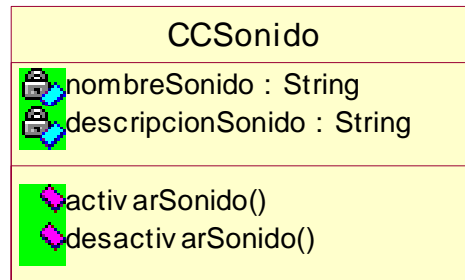 CCSonido
nombreSonido : String
descripcionSonido : String
activarSonido()
desactivarSonido()